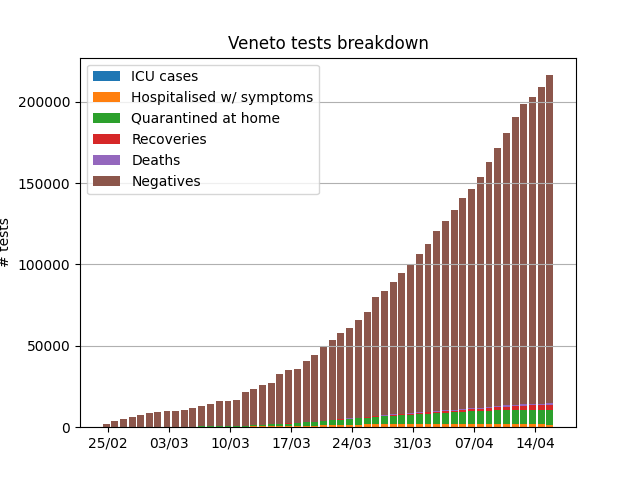 Veneto tests breakdown
ICU cases
Hospitalised w/ symptoms
Quarantined at home
Recoveries
Deaths
Negatives
# tests
200000
150000
100000
50000
0
25/02 03/03 10/03 17/03 24/03 31/03 07/04 14/04